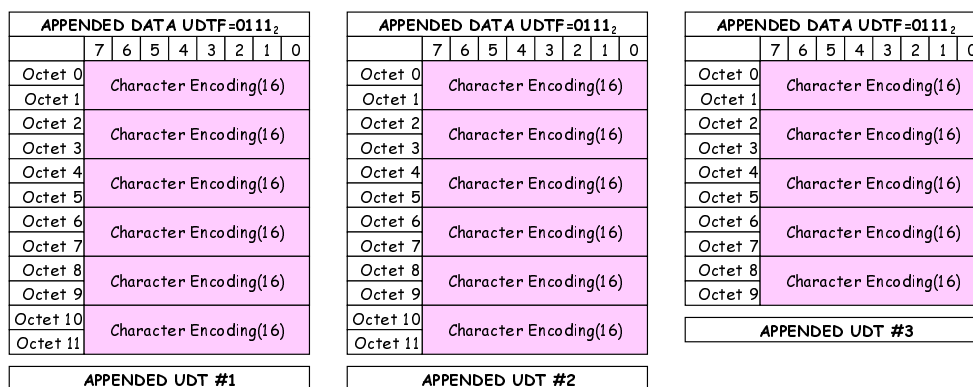 APPENDED DATA UDTF=0111₂
7 6 5 4 3 2 1 0
Octet 0
Character Encoding(16)
Octet 1
Octet 2
Character Encoding(16)
Octet 3
Octet 4
Character Encoding(16)
Octet 5
Octet 6
Character Encoding(16)
Octet 7
Octet 8
Character Encoding(16)
Octet 9
Octet 10
Character Encoding(16)
Octet 11
APPENDED UDT #1
APPENDED DATA UDTF=0111₂
7 6 5 4 3 2 1 0
Octet 0
Character Encoding(16)
Octet 1
Octet 2
Character Encoding(16)
Octet 3
Octet 4
Character Encoding(16)
Octet 5
Octet 6
Character Encoding(16)
Octet 7
Octet 8
Character Encoding(16)
Octet 9
Octet 10
Character Encoding(16)
Octet 11
APPENDED UDT #2
APPENDED DATA UDTF=0111₂
7 6 5 4 3 2 1 0
Octet 0
Character Encoding(16)
Octet 1
Octet 2
Character Encoding(16)
Octet 3
Octet 4
Character Encoding(16)
Octet 5
Octet 6
Character Encoding(16)
Octet 7
Octet 8
Character Encoding(16)
Octet 9
APPENDED UDT #3